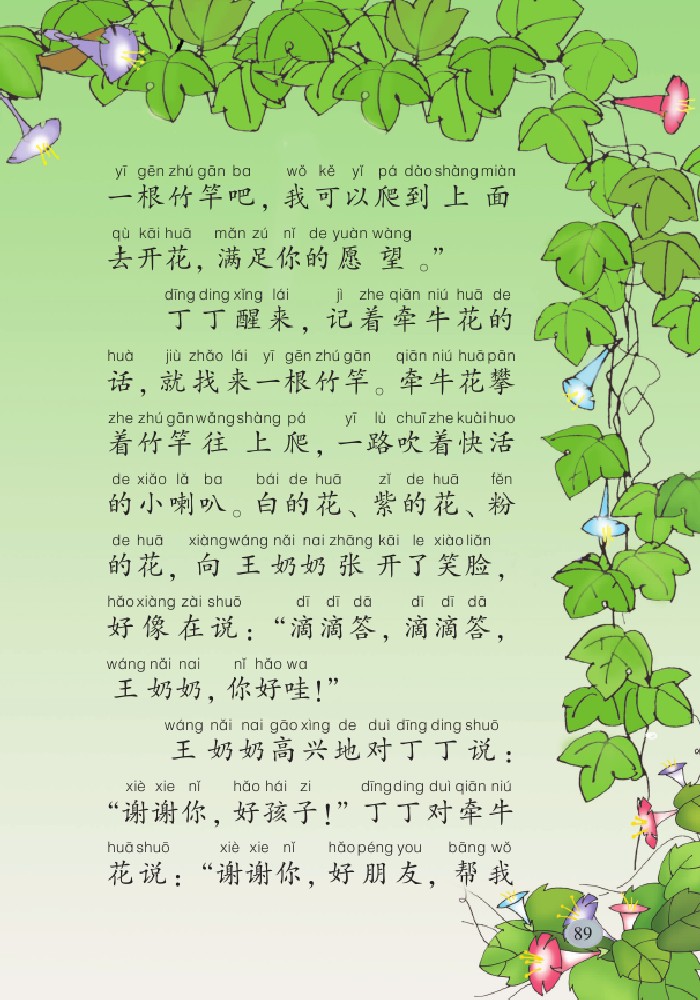 yī gēn zhú gān ba wǒ kě yǐ pá dào shàng miàn
一根竹竿吧，我可以爬到上面
qù kāi huā mǎn zú nǐ de yuàn wàng
去开花，满足你的愿望。”
dīng ding xǐng lái jì zhe qiān niú huā de
丁丁醒来，记着牵牛花的
huà jiù zhǎo lái yī gēn zhú gān qiān niú huā pān
话，就找来一根竹竿。牵牛花攀
zhe zhú gān wǎng shàng pá yī lù chuī zhe kuài huo
着竹竿往上爬，一路吹着快活
de xiǎo lǎ ba bái de huā zǐ de huā fěn
的小喇叭。白的花、紫的花、粉
de huā xiàng wáng nǎi nai zhāng kāi le xiào liǎn
的花，向王奶奶张开了笑脸，
hǎo xiàng zài shuō dī dī dā dī dī dā
好像在说：“滴滴答，滴滴答，
wáng nǎi nai nǐ hǎo wa
王奶奶，你好哇！”
wáng nǎi nai gāo xìng de duì dīng ding shuō
王奶奶高兴地对丁丁说：
xiè xie nǐ hǎo hái zi dīng ding duì qiān niú
“谢谢你，好孩子！”丁丁对牵牛
huā shuō xiè xie nǐ hǎo péng you bāng wǒ
花说：“谢谢你，好朋友，帮我
89